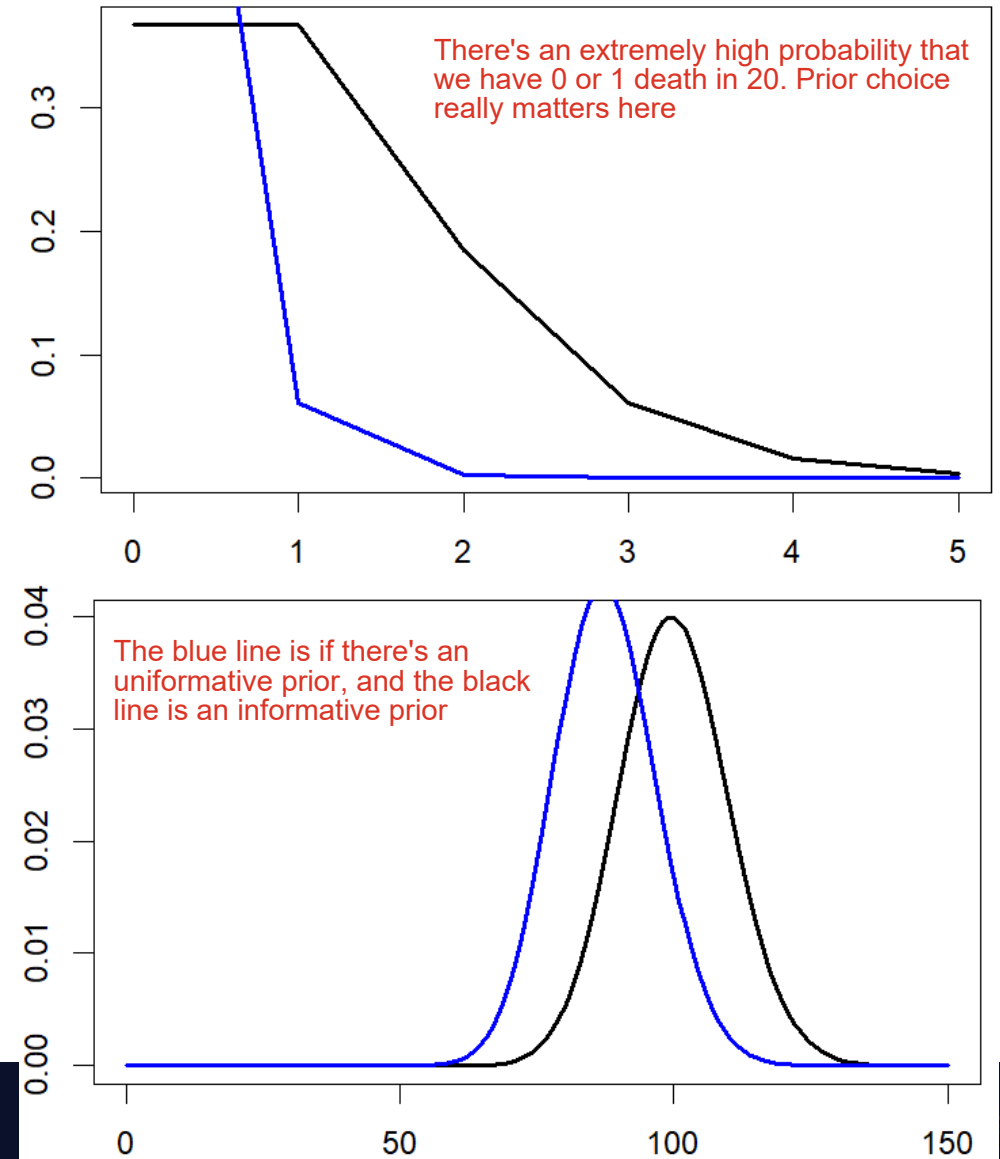 There's an extremely high probability that
we have 0 or 1 death in 20. Prior choice
really matters here
0.3
0.2
0.1
0.0
0 1 2 3 4 5
The blue line is if there's an
uniformative prior, and the black
line is an informative prior
0.04
0.03
0.02
0.01
0.00
0 50 100 150